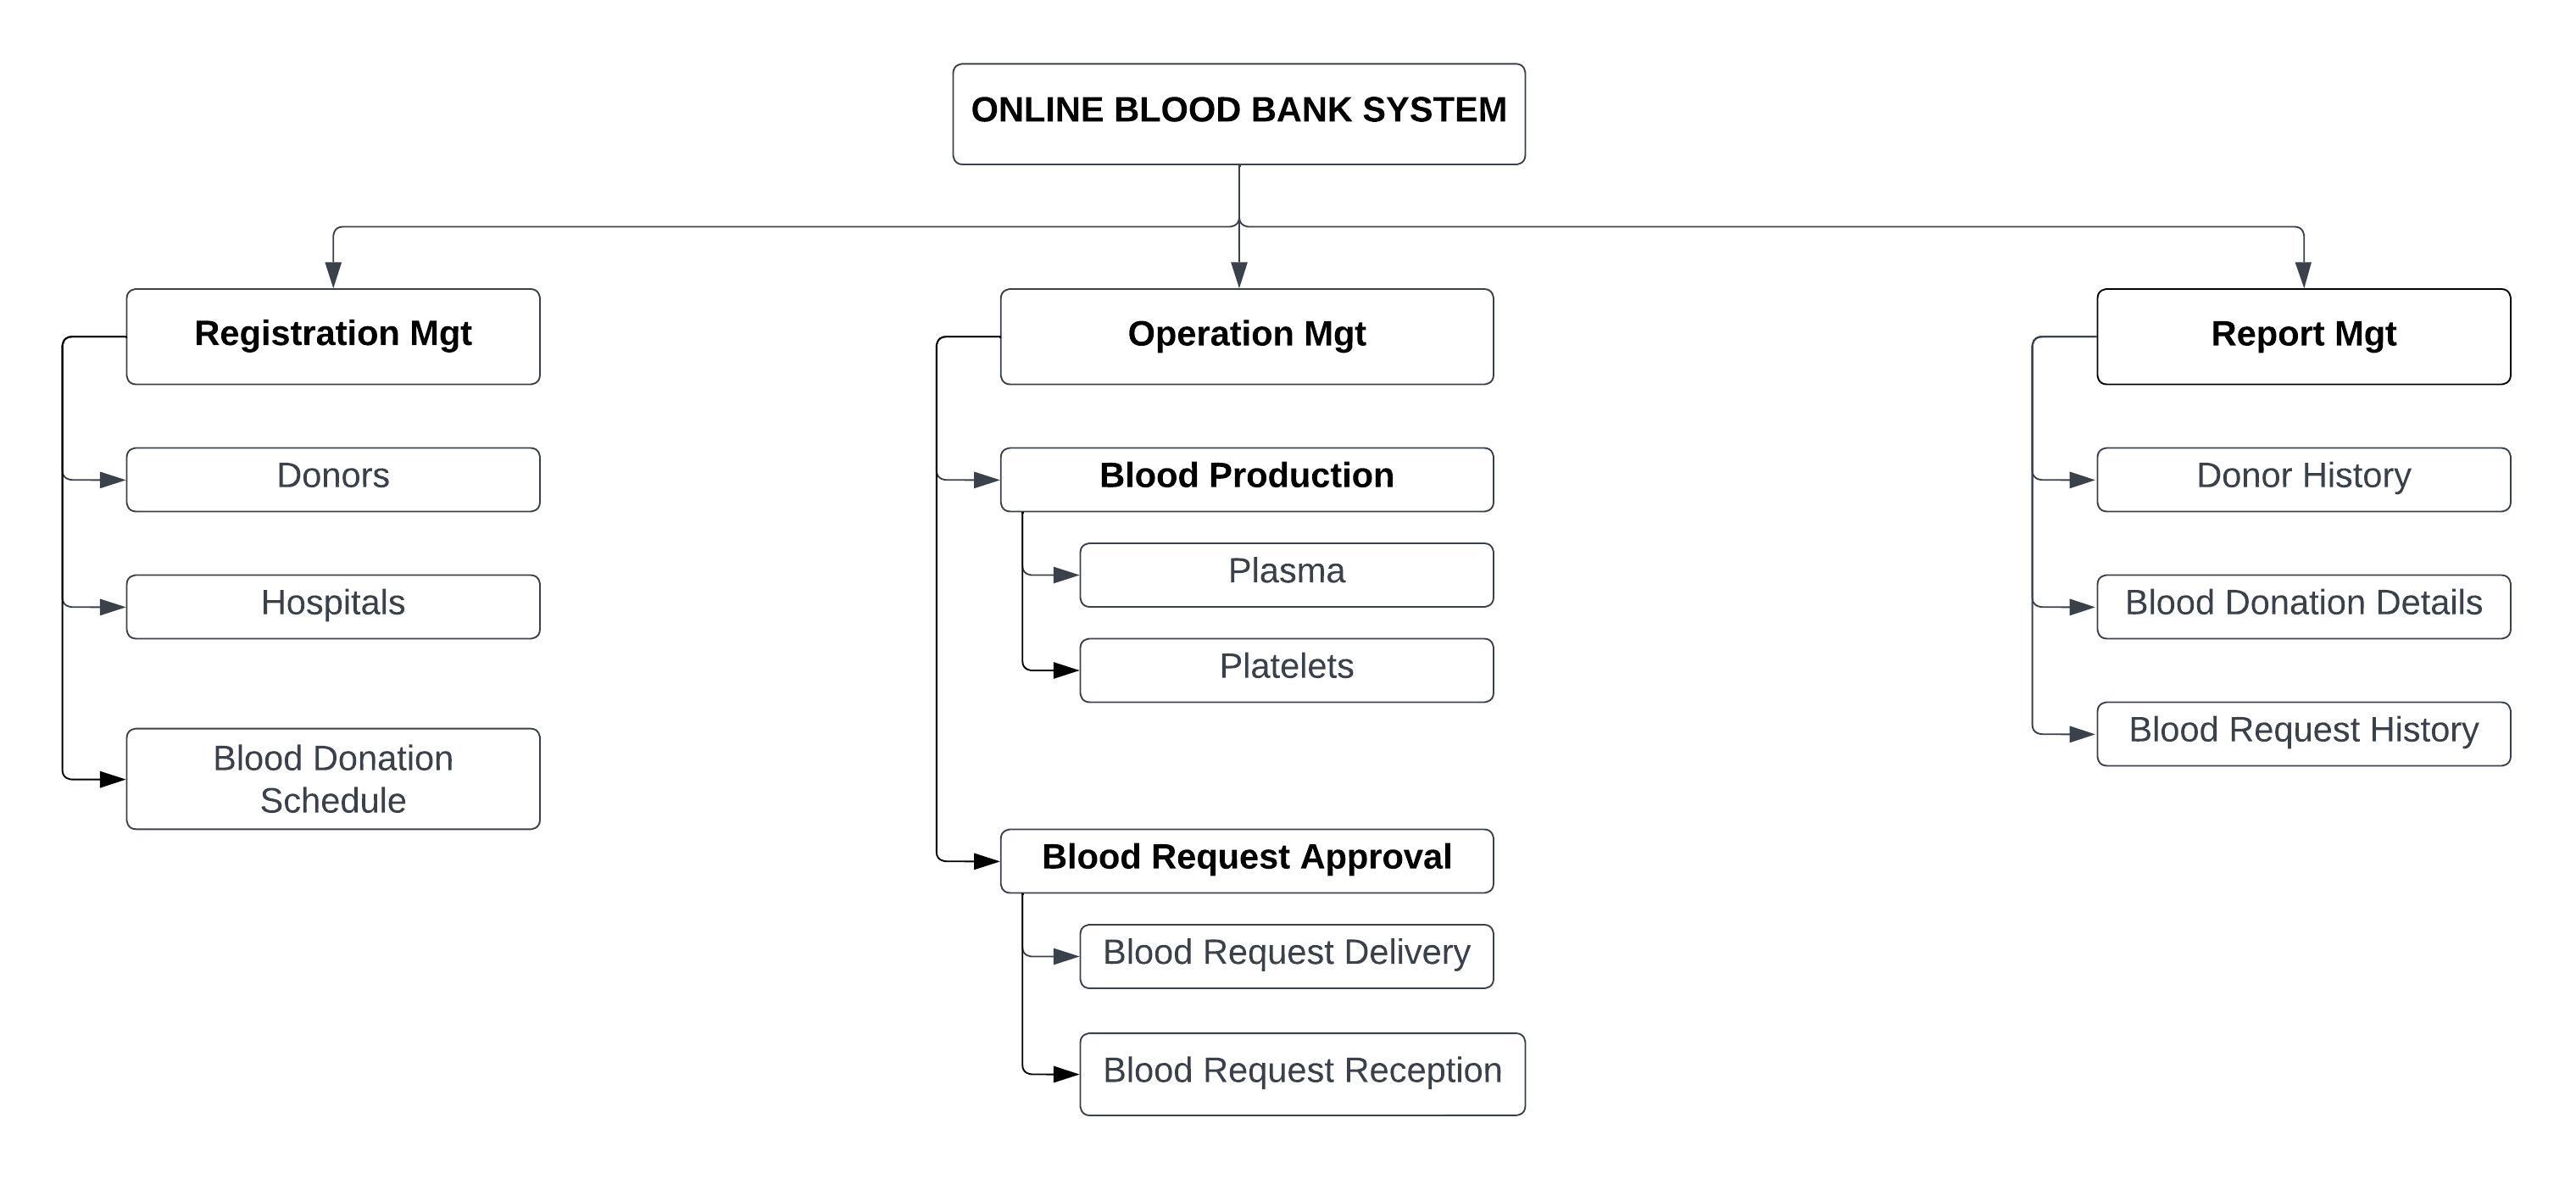 ONLINE BLOOD BANK SYSTEM
Registration Mgt
Donors
Hospitals
Blood Donation
Schedule
Operation Mgt
Blood Production
Plasma
Platelets
Blood Request Approval
Blood Request Delivery
Blood Request Reception
Report Mgt
Donor History
Blood Donation Details
Blood Request History